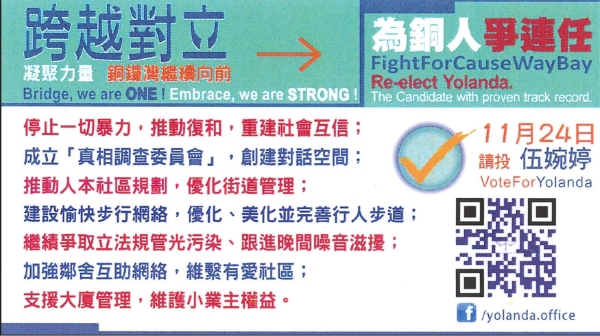 跨越對立
凝聚力量 銅鑼灣繼續向前
Bridge, we are ONE ! Embrace, we are STRONG !
為銅人爭連任
FightForCauseWayBay
Re-elect Yolanda.
The Candidate with proven track record.
停止一切暴力，推動復和，重建社會互信；
成立「真相調查委員會」，創建對話空間；
推動人本社區規劃，優化街道管理；
建設愉快步行網絡，優化、美化並完善行人步道；
繼續爭取立法規管光污染、跟進晚間噪音滋擾；
加強鄰舍互助網絡，維繫有愛社區；
支援大廈管理，維護小業主權益。
11月24日
請投 伍婉婷
VoteForYolanda
f /yolanda.office